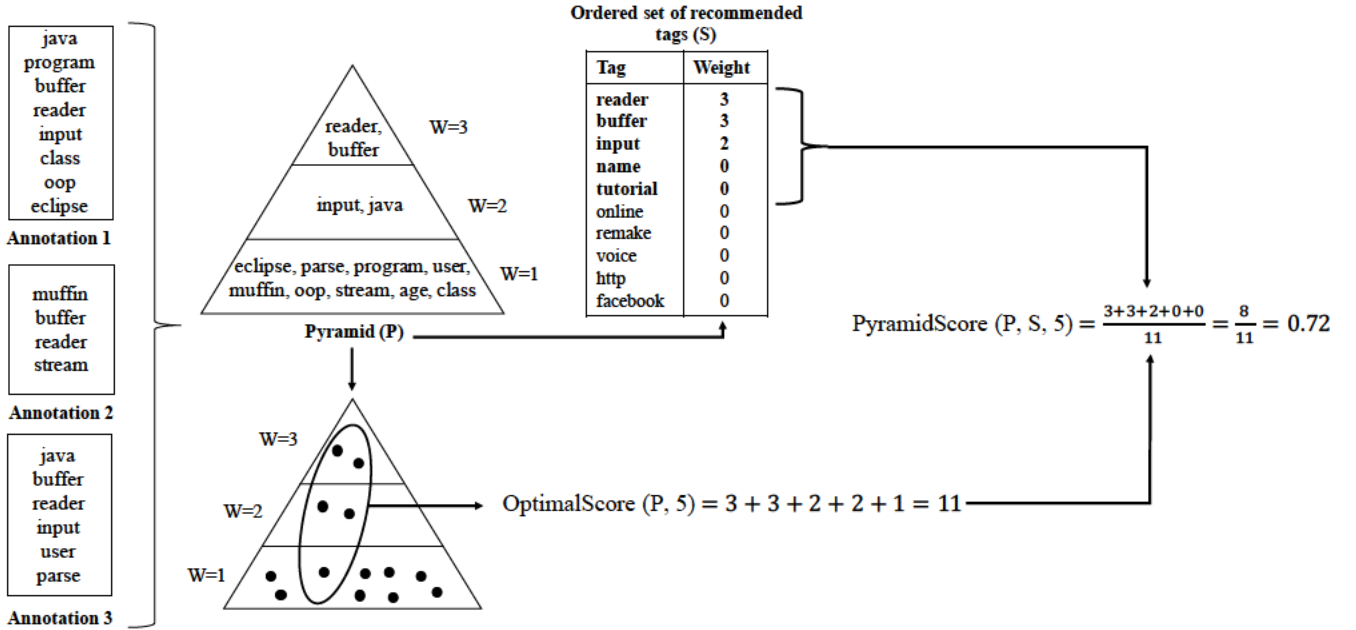 java
program
buffer
reader
input
class
oop
eclipse
Annotation 1
muffin
buffer
reader
stream
Annotation 2
java
buffer
reader
input
user
parse
Annotation 3
reader,
buffer
W=3
input, java
W=2
eclipse, parse, program, user,
muffin, oop, stream, age, class
W=1
Pyramid (P)
Ordered set of recommended
tags (S)
Tag Weight
reader 3
buffer 3
input 2
name 0
tutorial 0
online 0
remake 0
voice 0
http 0
facebook 0
PyramidScore (P, S, 5) = 3+3+2+0+0/11 = 8/11 = 0.72
W=3
W=2
W=1
OptimalScore (P, 5) = 3 + 3 + 2 + 2 + 1 = 11